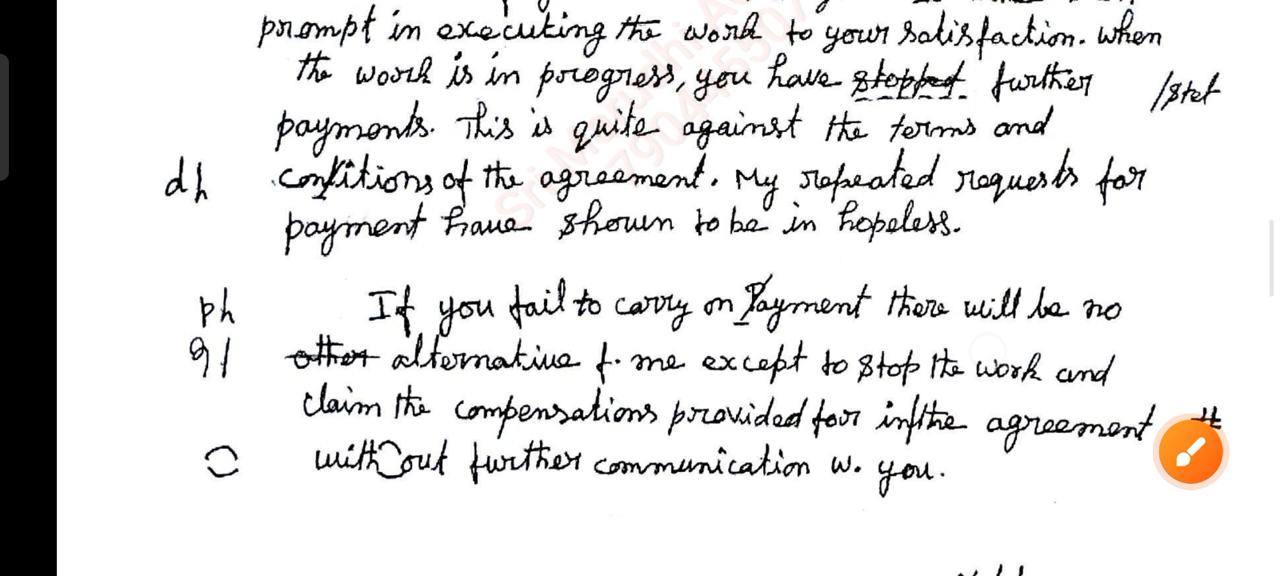 prompt in executing the work to your satisfaction. when
the work is in progress, you have stopped further /stet
payments. This is quite against the terms and
dh conditions of the agreement. My repeated requests for
payment have shown to be in hopeless.
ph If you fail to carry on Payment there will be no
g/ other alternative f. me except to stop the work and
claim the compensations provided for in/the agreement #
without further communication w. you.